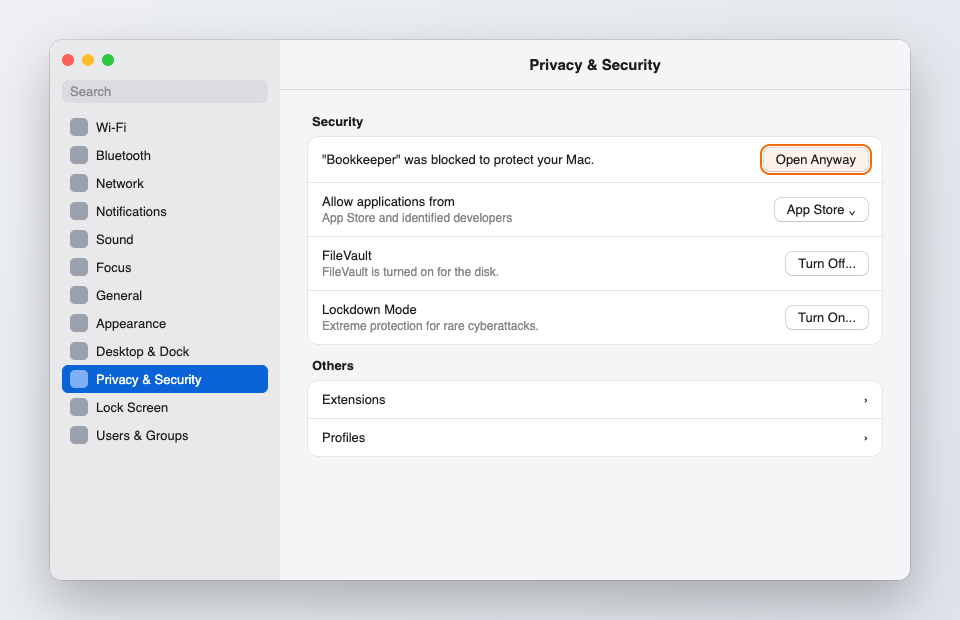 Privacy & Security
Search
Wi-Fi
Bluetooth
Network
Notifications
Sound
Focus
General
Appearance
Desktop & Dock
Privacy & Security
Lock Screen
Users & Groups
Security
"Bookkeeper" was blocked to protect your Mac.
Open Anyway
Allow applications from
App Store and identified developers
App Store
FileVault
FileVault is turned on for the disk.
Turn Off...
Lockdown Mode
Extreme protection for rare cyberattacks.
Turn On...
Others
Extensions
Profiles